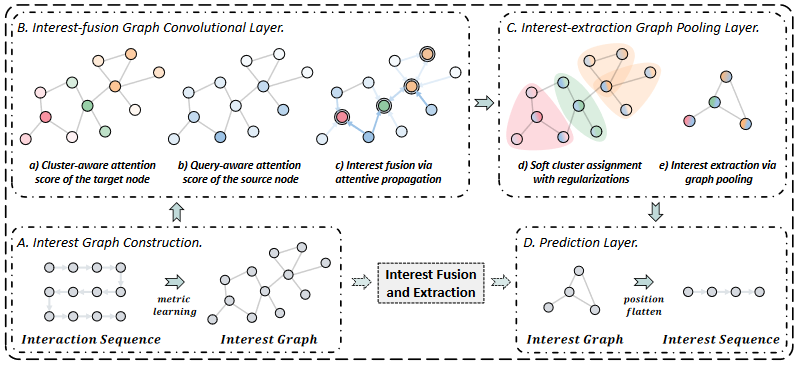 B. Interest-fusion Graph Convolutional Layer.
a) Cluster-aware attention
score of the target node
b) Query-aware attention
score of the source node
c) Interest fusion via
attentive propagation
C. Interest-extraction Graph Pooling Layer.
d) Soft cluster assignment
with regularizations
e) Interest extraction via
graph pooling
A. Interest Graph Construction.
metric
learning
Interaction Sequence
Interest Graph
Interest Fusion
and Extraction
D. Prediction Layer.
position
flatten
Interest Graph
Interest Sequence